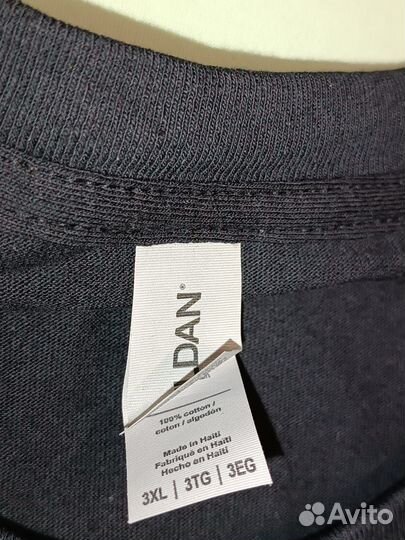 DAN®
100% cotton /
coton / algodón
Made in Haiti
Fabriqué en Haïti
Hecho en Haití
3XL | 3TG | 3EG
Avito